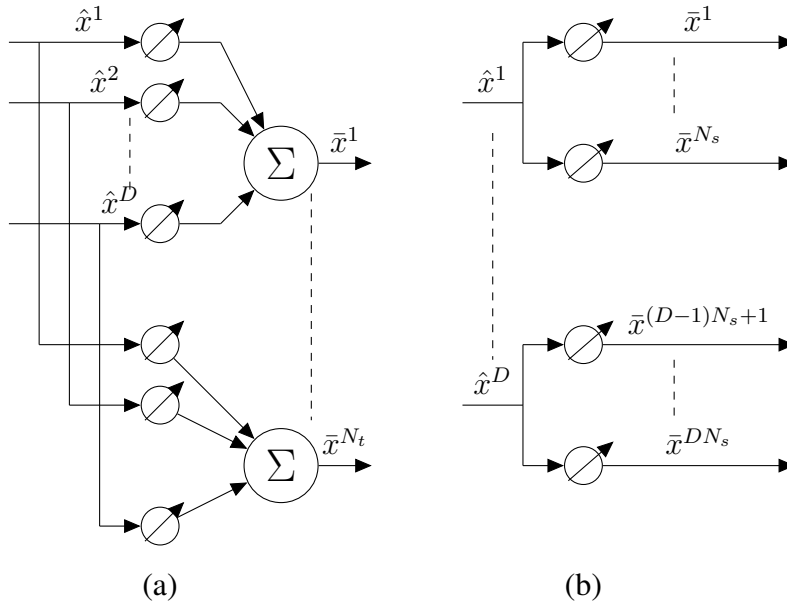 x̂¹
x̂²
x̂ᴰ
Σ
x̄¹
Σ
x̄^{N_t}
(a)
x̂¹
x̄¹
x̄^{N_s}
x̂ᴰ
x̄^{(D−1)N_s+1}
x̄^{DN_s}
(b)